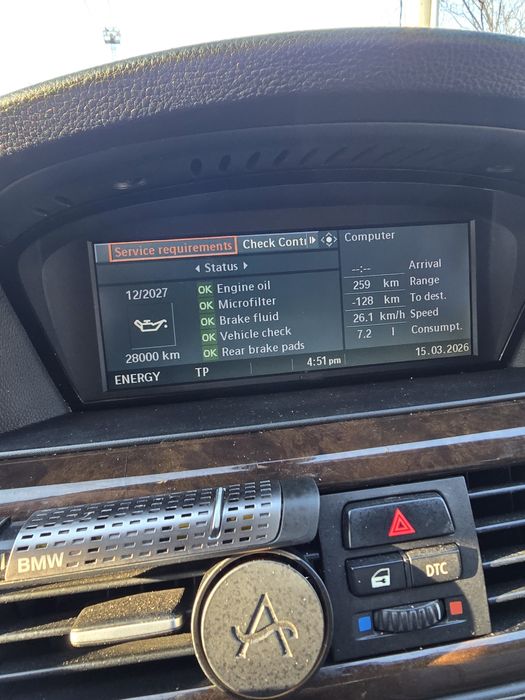 Service requirements Check Conti
Status
12/2027
28000 km
OK Engine oil
OK Microfilter
OK Brake fluid
OK Vehicle check
OK Rear brake pads
Computer
--:-- Arrival
259 km Range
-128 km To dest.
26.1 km/h Speed
7.2 l Consumpt.
ENERGY TP 4:51 pm 15.03.2026
BMW
DTC